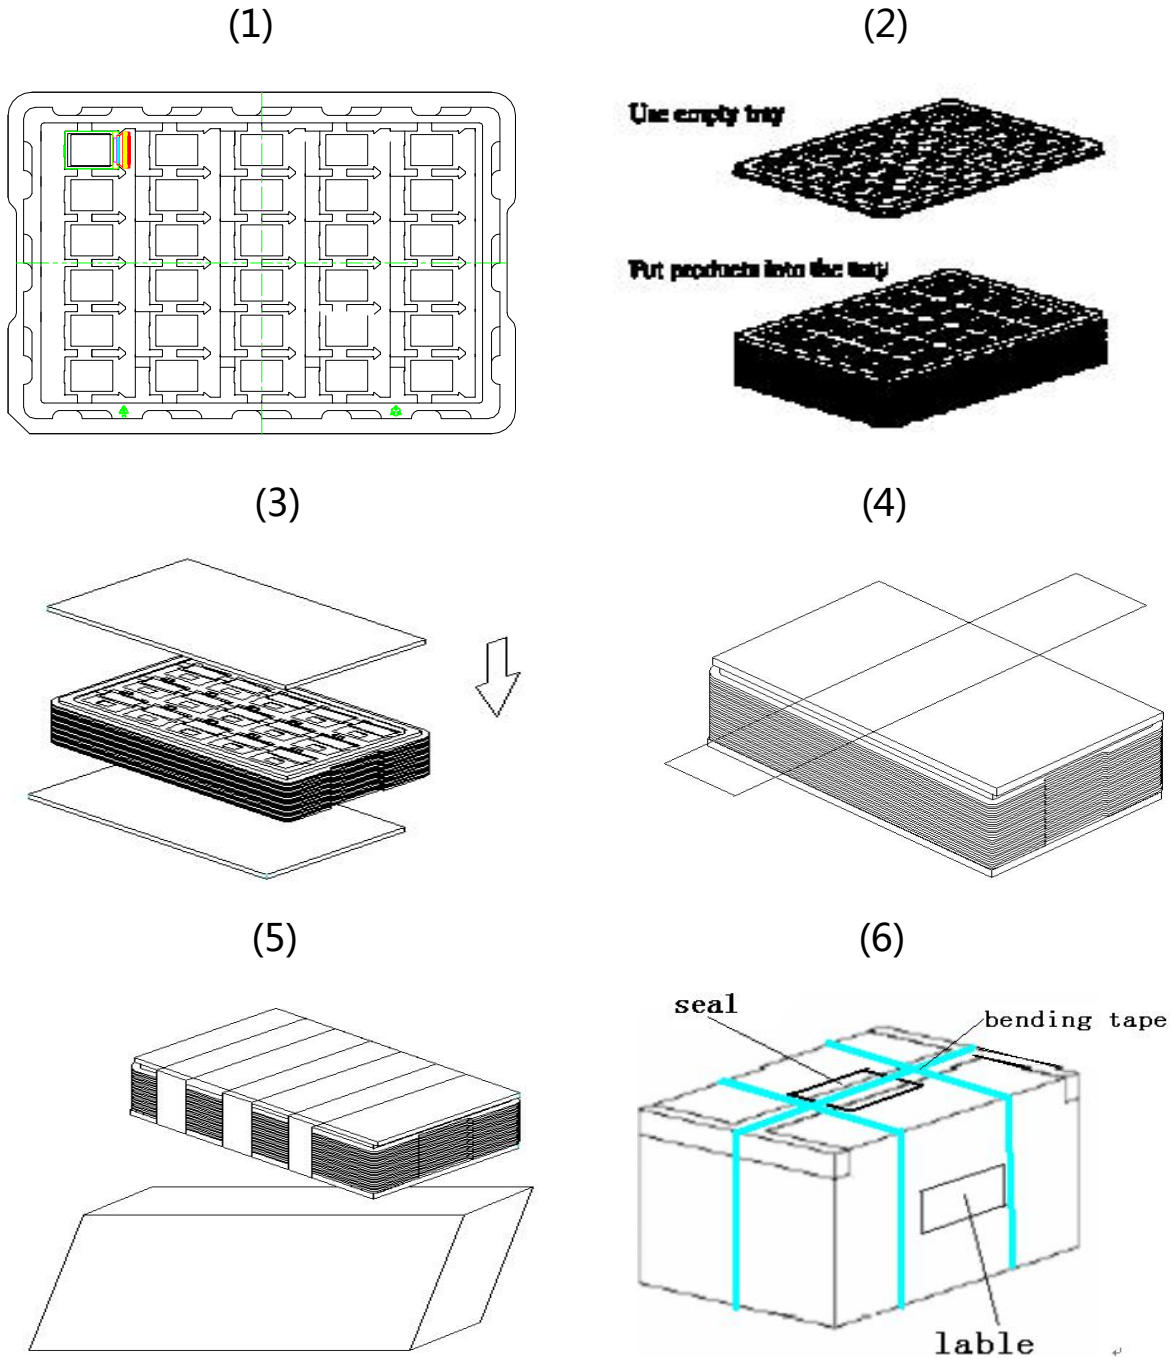 (1)
(2)
Use empty tray
Put products into the tray
(3)
(4)
(5)
(6)
seal
bending tape
lable